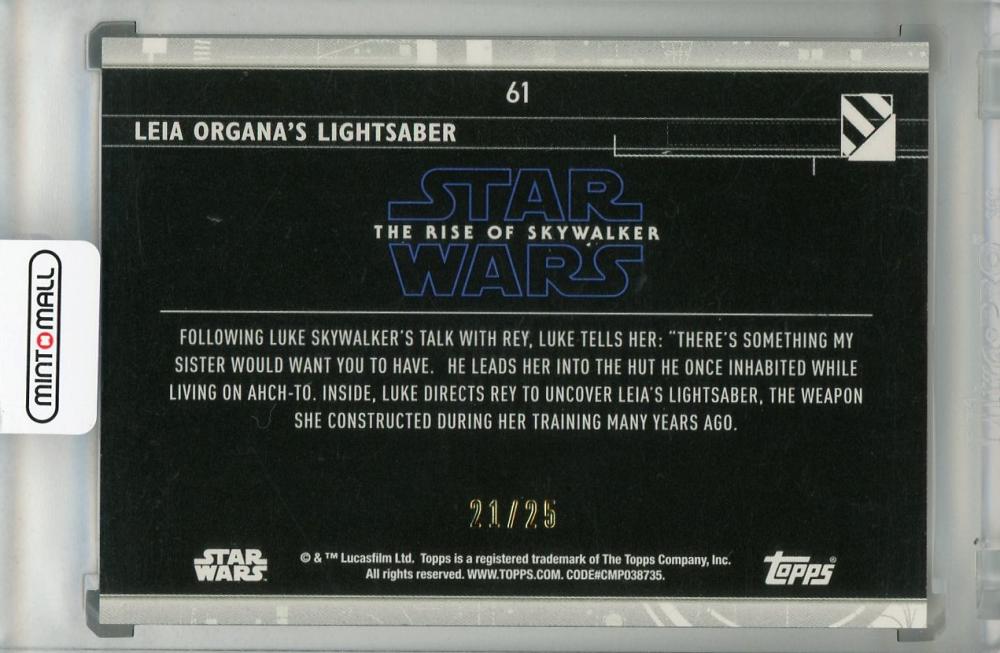 61
LEIA ORGANA'S LIGHTSABER
STAR
THE RISE OF SKYWALKER
WARS
FOLLOWING LUKE SKYWALKER'S TALK WITH REY, LUKE TELLS HER: "THERE'S SOMETHING MY
SISTER WOULD WANT YOU TO HAVE. HE LEADS HER INTO THE HUT HE ONCE INHABITED WHILE
LIVING ON AHCH-TO. INSIDE, LUKE DIRECTS REY TO UNCOVER LEIA'S LIGHTSABER, THE WEAPON
SHE CONSTRUCTED DURING HER TRAINING MANY YEARS AGO.
21/25
STAR
WARS
© & ™ Lucasfilm Ltd. Topps is a registered trademark of The Topps Company, Inc.
All rights reserved. WWW.TOPPS.COM. CODE#CMP038735.
Topps®
MINTOMALL